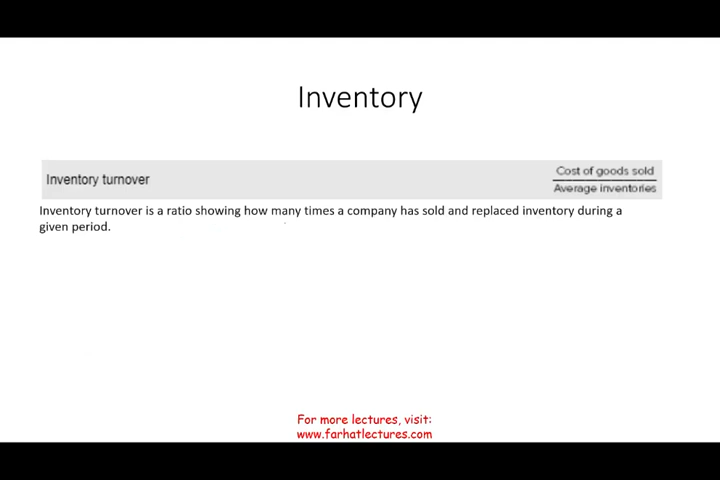 Inventory
Inventory turnover
Cost of goods sold
Average inventories
Inventory turnover is a ratio showing how many times a company has sold and replaced inventory during a
given period.
For more lectures, visit:
www.farhatlectures.com